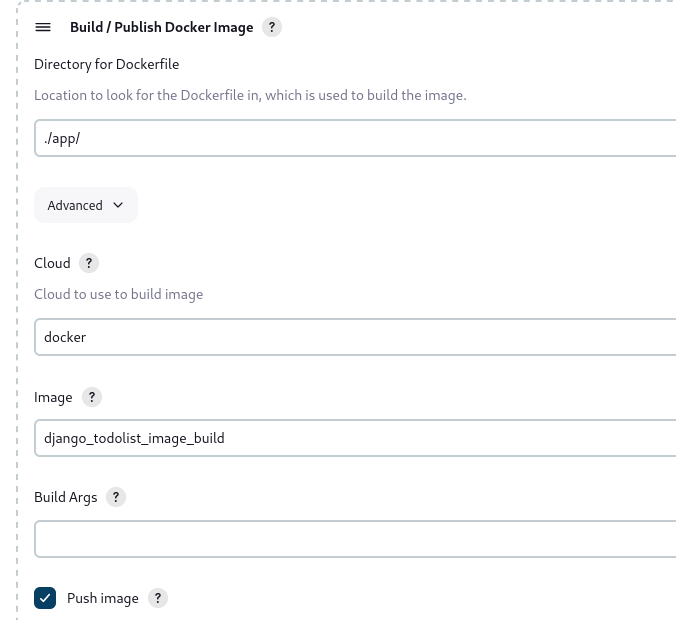 Build / Publish Docker Image ?
Directory for Dockerfile
Location to look for the Dockerfile in, which is used to build the image.
./app/
Advanced
Cloud ?
Cloud to use to build image
docker
Image ?
django_todolist_image_build
Build Args ?
Push image ?